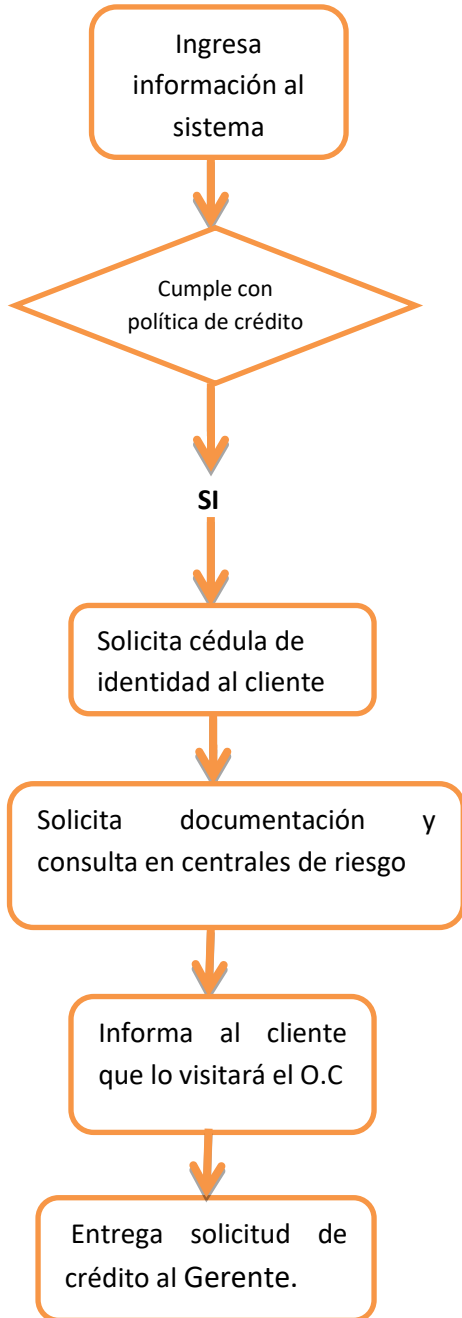 Ingresa
información al
sistema
Cumple con
política de crédito
SI
Solicita cédula de
identidad al cliente
Solicita documentación y
consulta en centrales de riesgo
Informa al cliente
que lo visitará el O.C
Entrega solicitud de
crédito al Gerente.